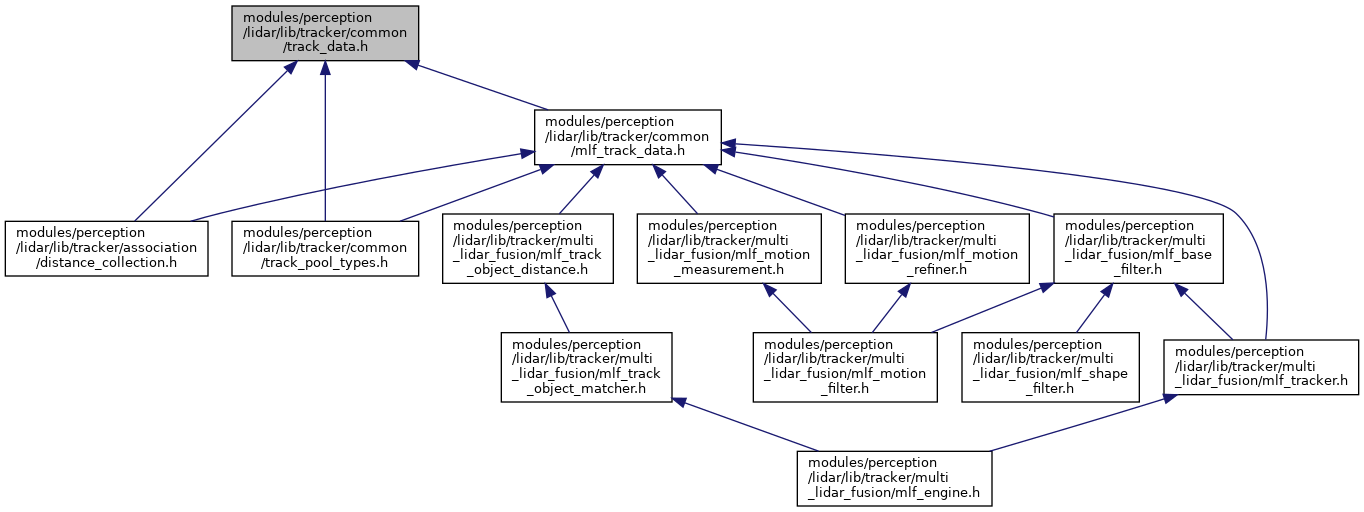 modules/perception
/lidar/lib/tracker/common
/track_data.h
modules/perception
/lidar/lib/tracker/common
/mlf_track_data.h
modules/perception
/lidar/lib/tracker/association
/distance_collection.h
modules/perception
/lidar/lib/tracker/common
/track_pool_types.h
modules/perception
/lidar/lib/tracker/multi
_lidar_fusion/mlf_track
_object_distance.h
modules/perception
/lidar/lib/tracker/multi
_lidar_fusion/mlf_motion
_measurement.h
modules/perception
/lidar/lib/tracker/multi
_lidar_fusion/mlf_motion
_refiner.h
modules/perception
/lidar/lib/tracker/multi
_lidar_fusion/mlf_base
_filter.h
modules/perception
/lidar/lib/tracker/multi
_lidar_fusion/mlf_track
_object_matcher.h
modules/perception
/lidar/lib/tracker/multi
_lidar_fusion/mlf_motion
_filter.h
modules/perception
/lidar/lib/tracker/multi
_lidar_fusion/mlf_shape
_filter.h
modules/perception
/lidar/lib/tracker/multi
_lidar_fusion/mlf_tracker.h
modules/perception
/lidar/lib/tracker/multi
_lidar_fusion/mlf_engine.h